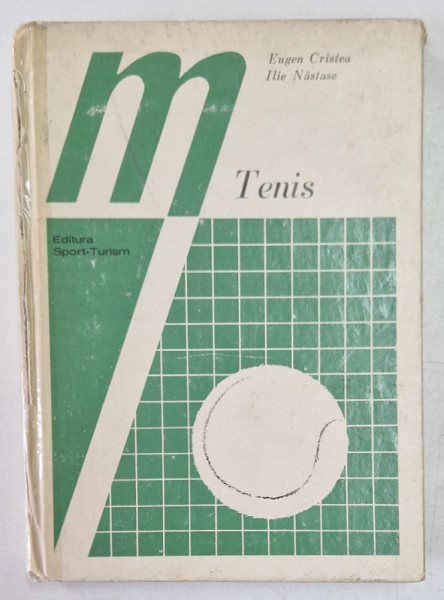 Eugen Cristea
Ilie Năstase
m
Tenis
Editura
Sport-Turism